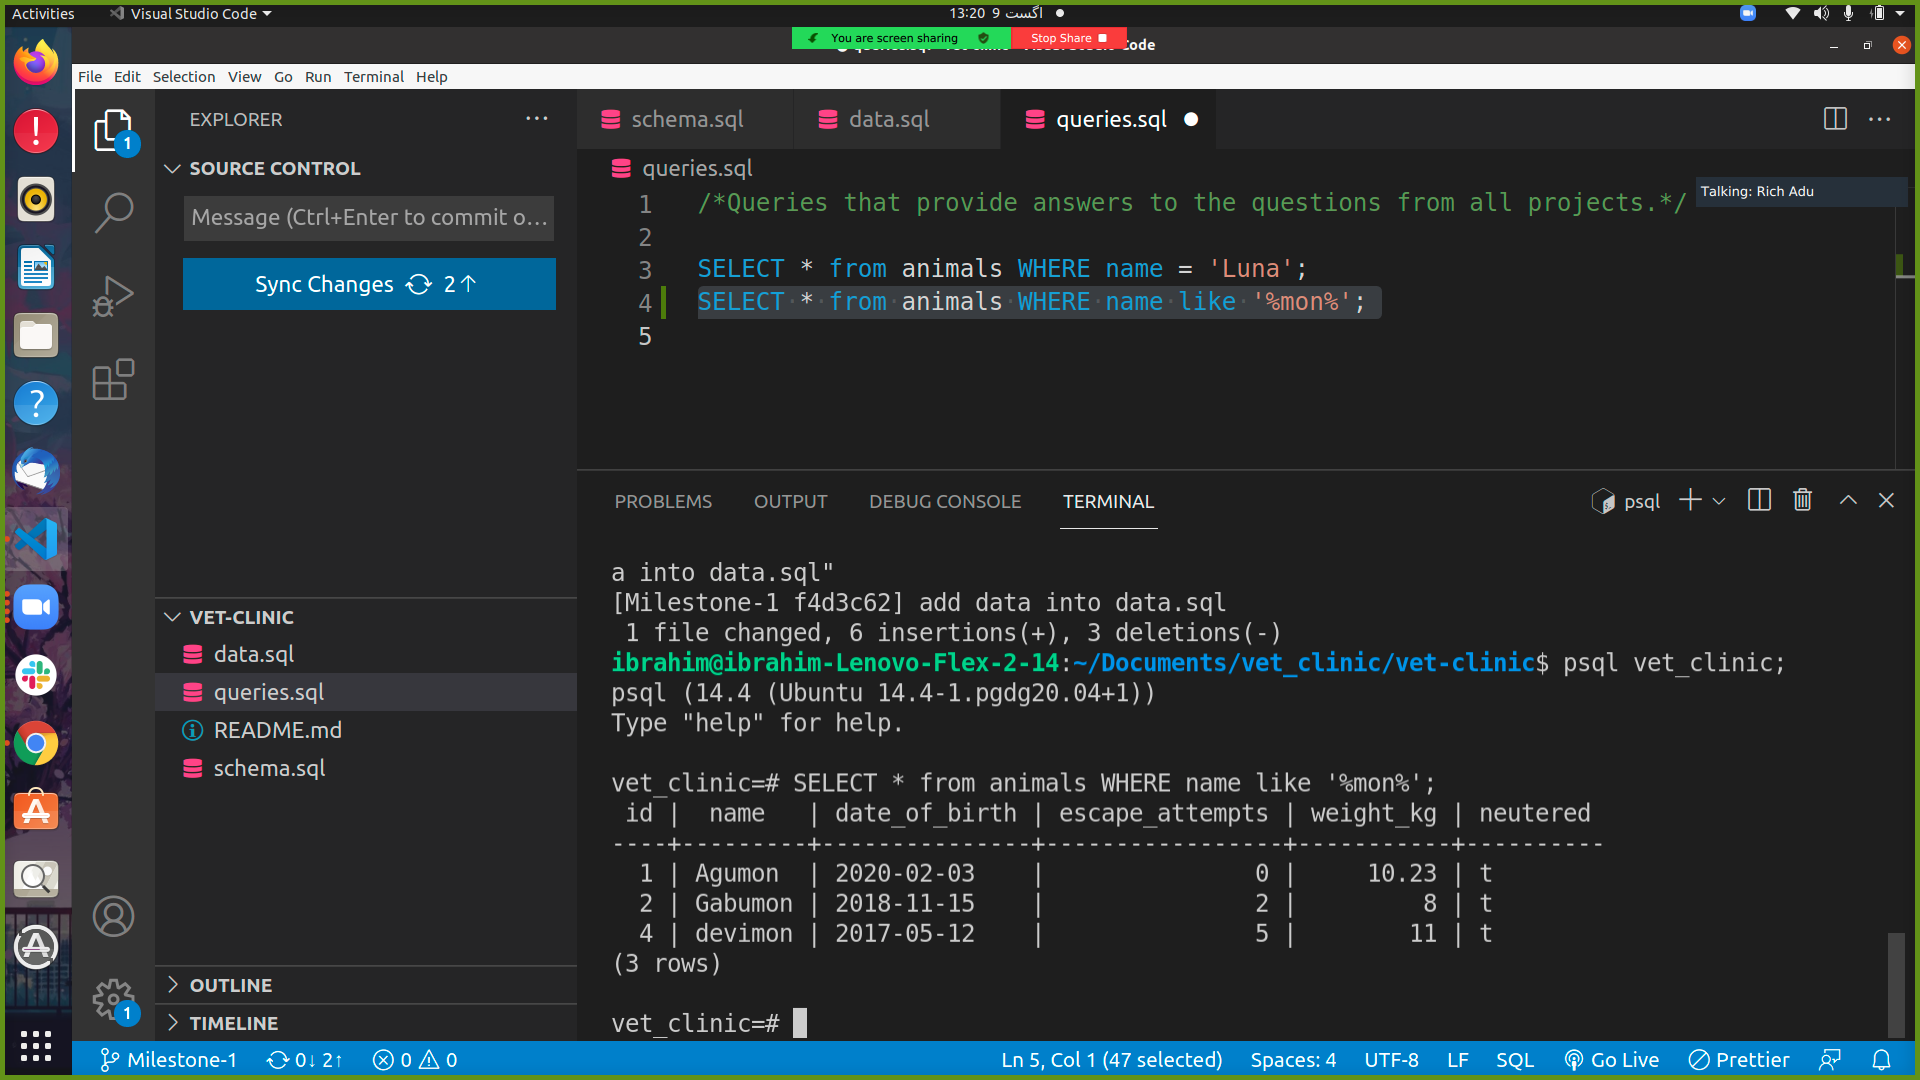 Activities
Visual Studio Code
13:20 9 اگست
You are screen sharing
Stop Share
Code
File Edit Selection View Go Run Terminal Help
EXPLORER
1
SOURCE CONTROL
Message (Ctrl+Enter to commit o...
Sync Changes 2↑
VET-CLINIC
data.sql
queries.sql
README.md
schema.sql
OUTLINE
TIMELINE
1
schema.sql
data.sql
queries.sql
queries.sql
Talking: Rich Adu
1 /*Queries that provide answers to the questions from all projects.*/
2
3 SELECT * from animals WHERE name = 'Luna';
4 SELECT * from animals WHERE name like '%mon%';
5
PROBLEMS OUTPUT DEBUG CONSOLE TERMINAL
psql
a into data.sql"
[Milestone-1 f4d3c62] add data into data.sql
1 file changed, 6 insertions(+), 3 deletions(-)
ibrahim@ibrahim-Lenovo-Flex-2-14:~/Documents/vet_clinic/vet-clinic$ psql vet_clinic;
psql (14.4 (Ubuntu 14.4-1.pgdg20.04+1))
Type "help" for help.
vet_clinic=# SELECT * from animals WHERE name like '%mon%';
id | name | date_of_birth | escape_attempts | weight_kg | neutered
----+---------+---------------+-----------------+-----------+----------
1 | Agumon | 2020-02-03 | 0 | 10.23 | t
2 | Gabumon | 2018-11-15 | 2 | 8 | t
4 | devimon | 2017-05-12 | 5 | 11 | t
(3 rows)
vet_clinic=#
Milestone-1 0↓ 2↑ 0 0
Ln 5, Col 1 (47 selected) Spaces: 4 UTF-8 LF SQL Go Live Prettier